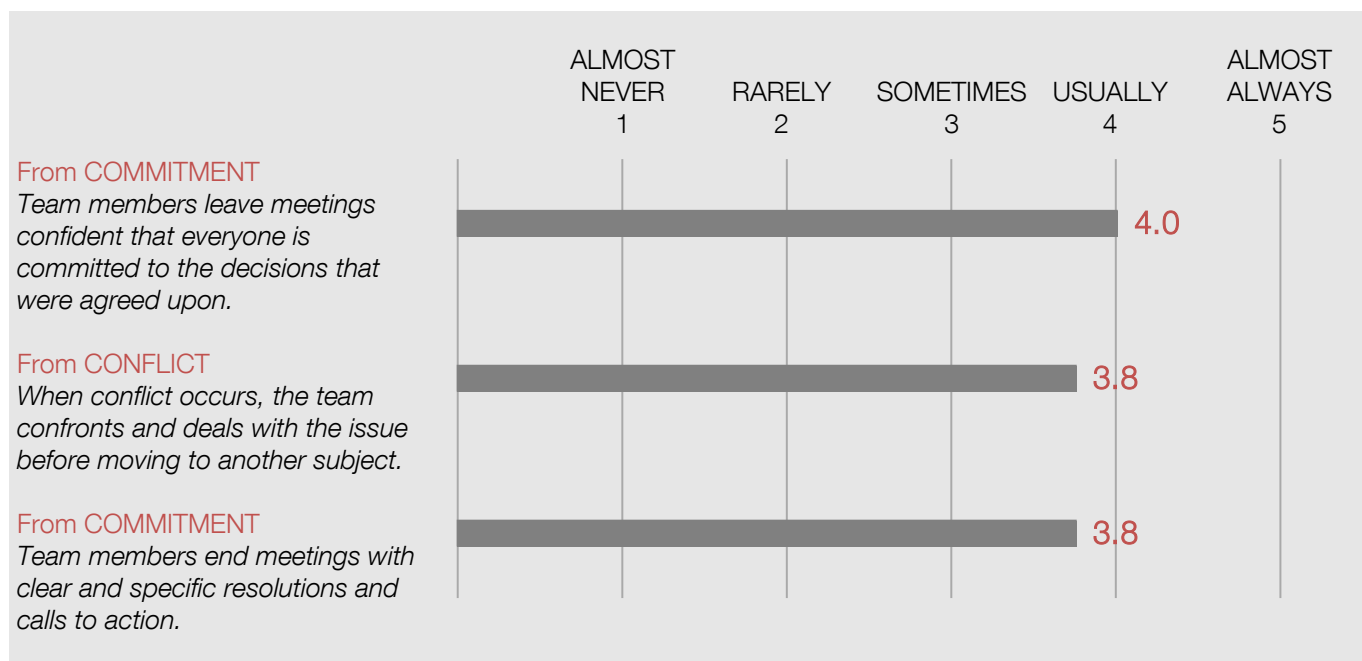 ALMOST NEVER 1
RARELY 2
SOMETIMES 3
USUALLY 4
ALMOST ALWAYS 5
From COMMITMENT
Team members leave meetings
confident that everyone is
committed to the decisions that
were agreed upon.
4.0
From CONFLICT
When conflict occurs, the team
confronts and deals with the issue
before moving to another subject.
3.8
From COMMITMENT
Team members end meetings with
clear and specific resolutions and
calls to action.
3.8